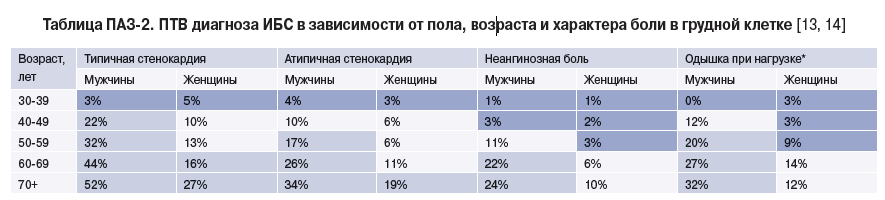 Таблица ПАЗ-2. ПТВ диагноза ИБС в зависимости от пола, возраста и характера боли в грудной клетке [13, 14]
Возраст, лет Типичная стенокардия Атипичная стенокардия Неангинозная боль Одышка при нагрузке*
Мужчины Женщины Мужчины Женщины Мужчины Женщины Мужчины Женщины
30-39 3% 5% 4% 3% 1% 1% 0% 3%
40-49 22% 10% 10% 6% 3% 2% 12% 3%
50-59 32% 13% 17% 6% 11% 3% 20% 9%
60-69 44% 16% 26% 11% 22% 6% 27% 14%
70+ 52% 27% 34% 19% 24% 10% 32% 12%